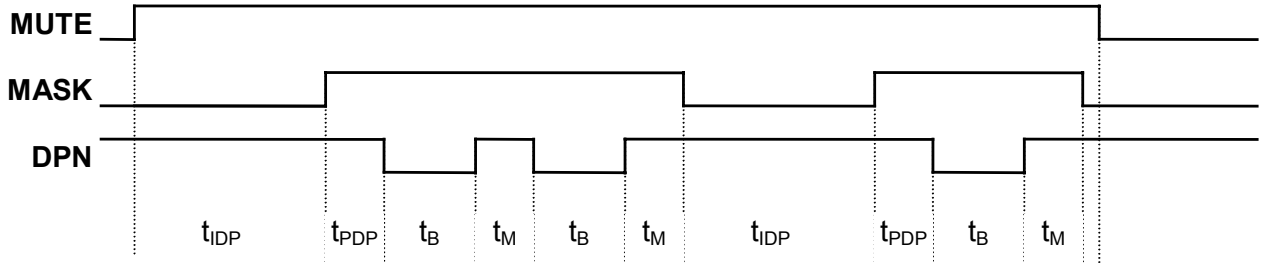 MUTE
MASK
DPN
tIDP tPDP tB tM tB tM tIDP tPDP tB tM